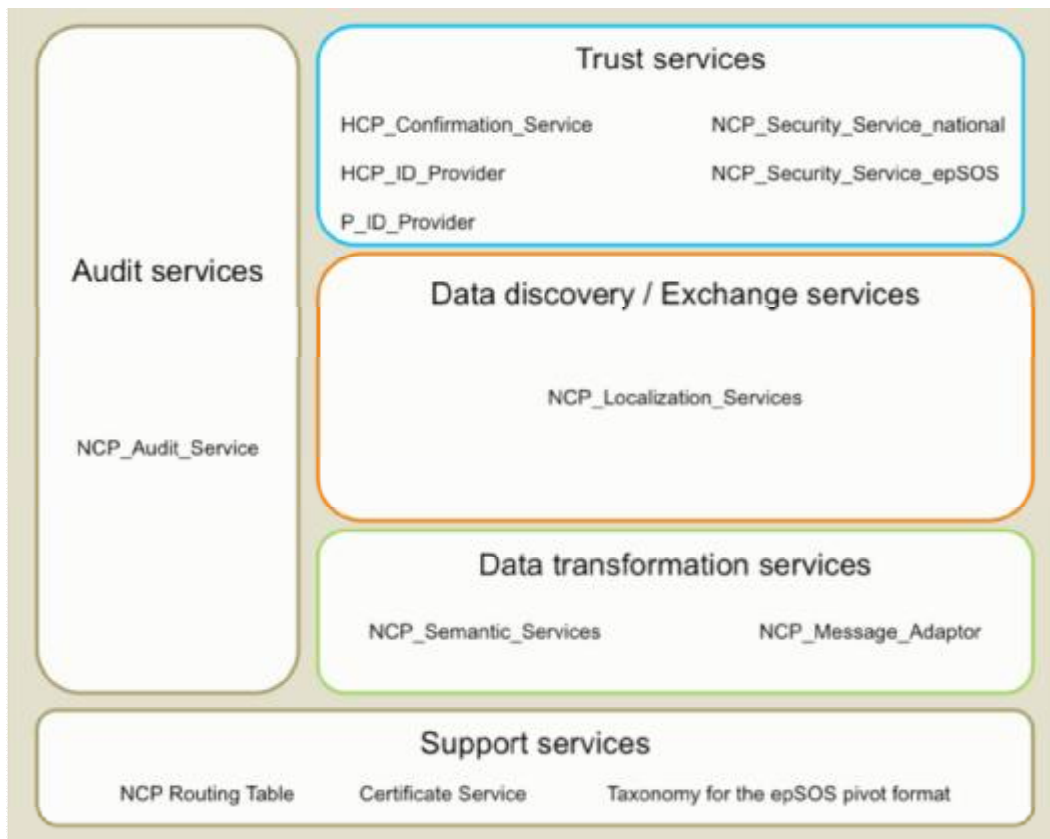 Trust services
HCP_Confirmation_Service NCP_Security_Service_national
HCP_ID_Provider NCP_Security_Service_epSOS
P_ID_Provider
Audit services
NCP_Audit_Service
Data discovery / Exchange services
NCP_Localization_Services
Data transformation services
NCP_Semantic_Services NCP_Message_Adaptor
Support services
NCP Routing Table Certificate Service Taxonomy for the epSOS pivot format